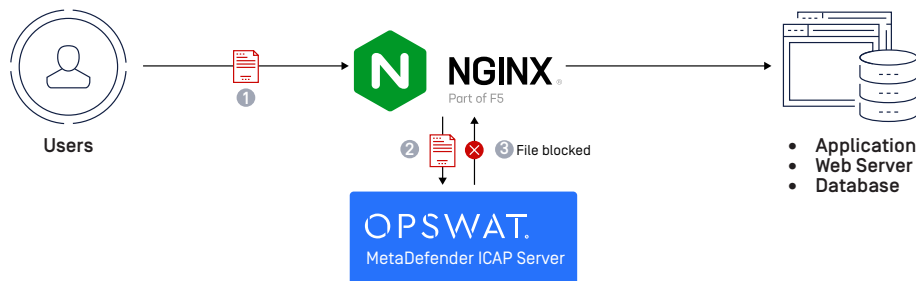 1
NGINX®
Part of F5
Users
2
3 File blocked
• Application
• Web Server
• Database
OPSWAT.
MetaDefender ICAP Server